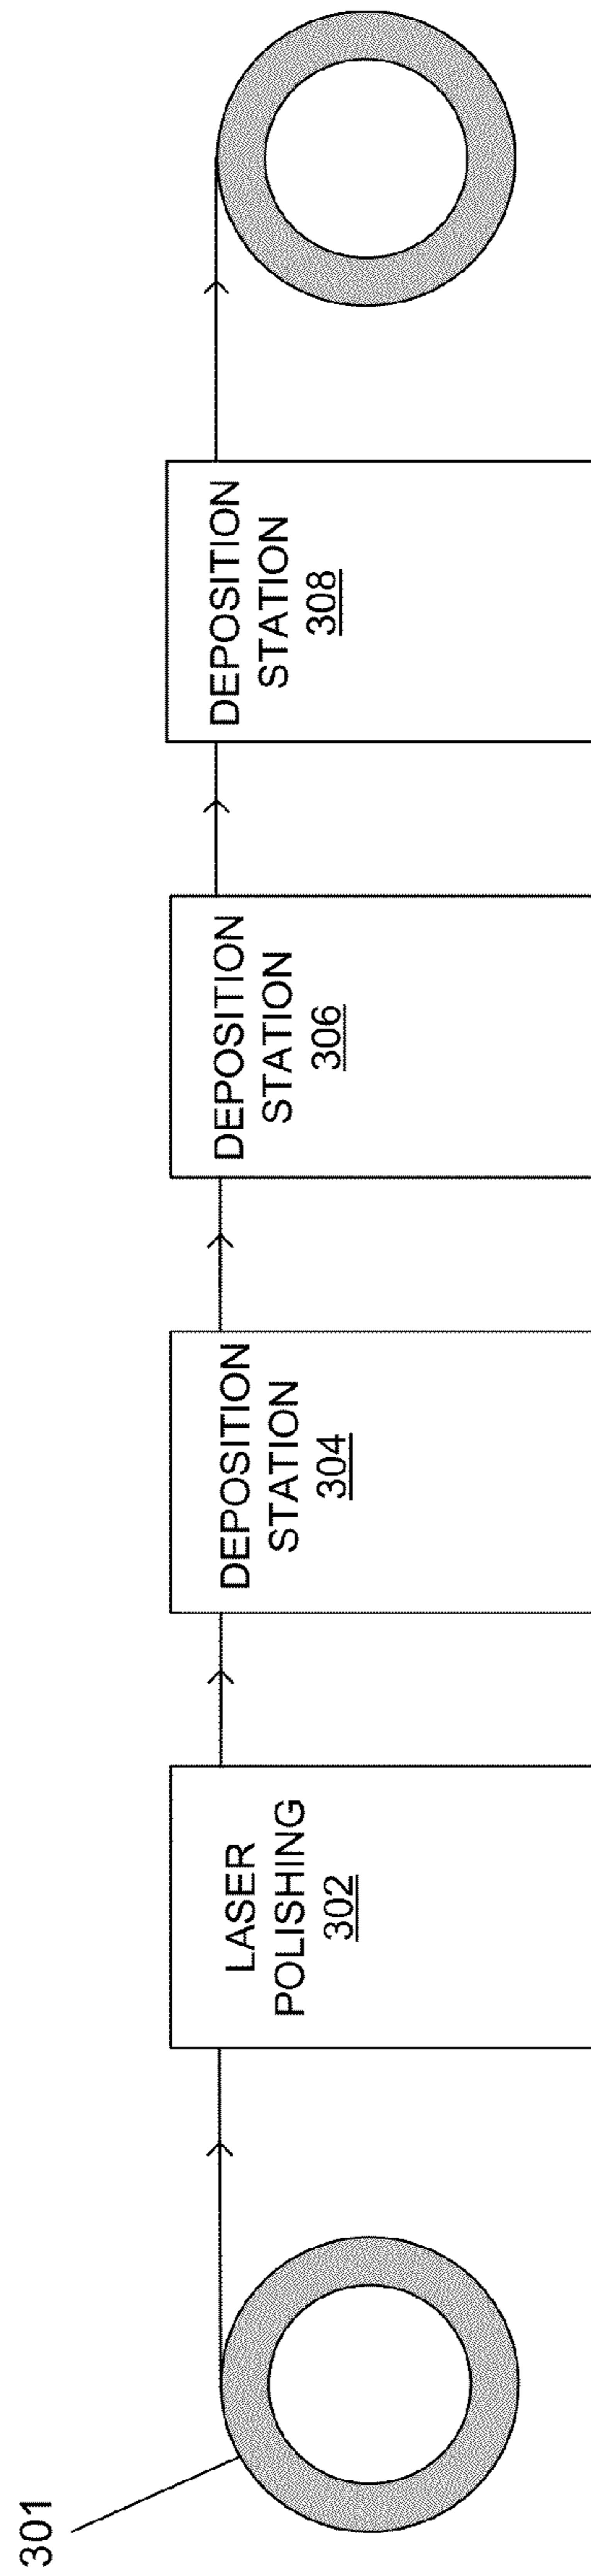 301
LASER
POLISHING
302
DEPOSITION
STATION
304
DEPOSITION
STATION
306
DEPOSITION
STATION
308